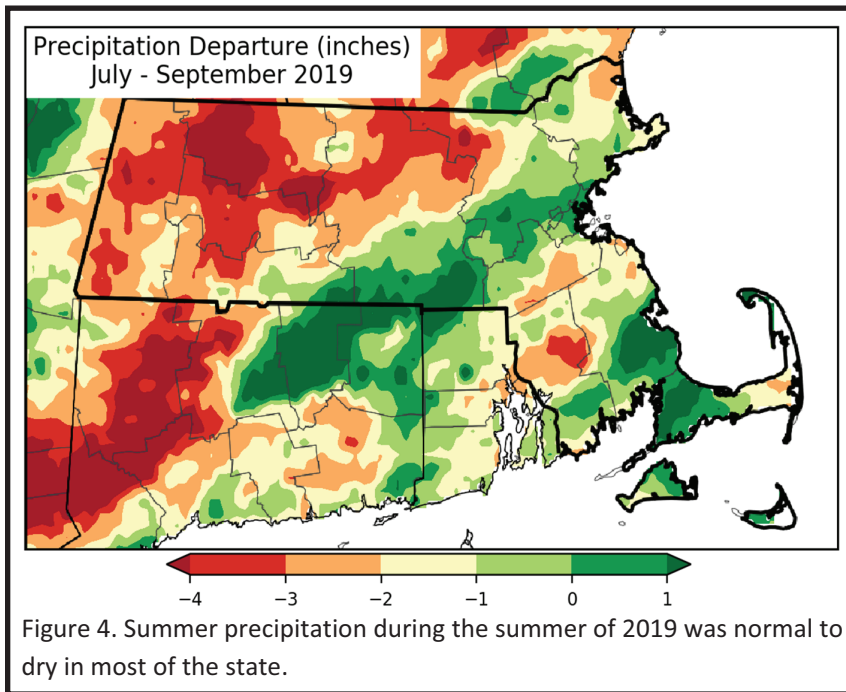 Precipitation Departure (inches)
July - September 2019
−4 −3 −2 −1 0 1
Figure 4. Summer precipitation during the summer of 2019 was normal to
dry in most of the state.